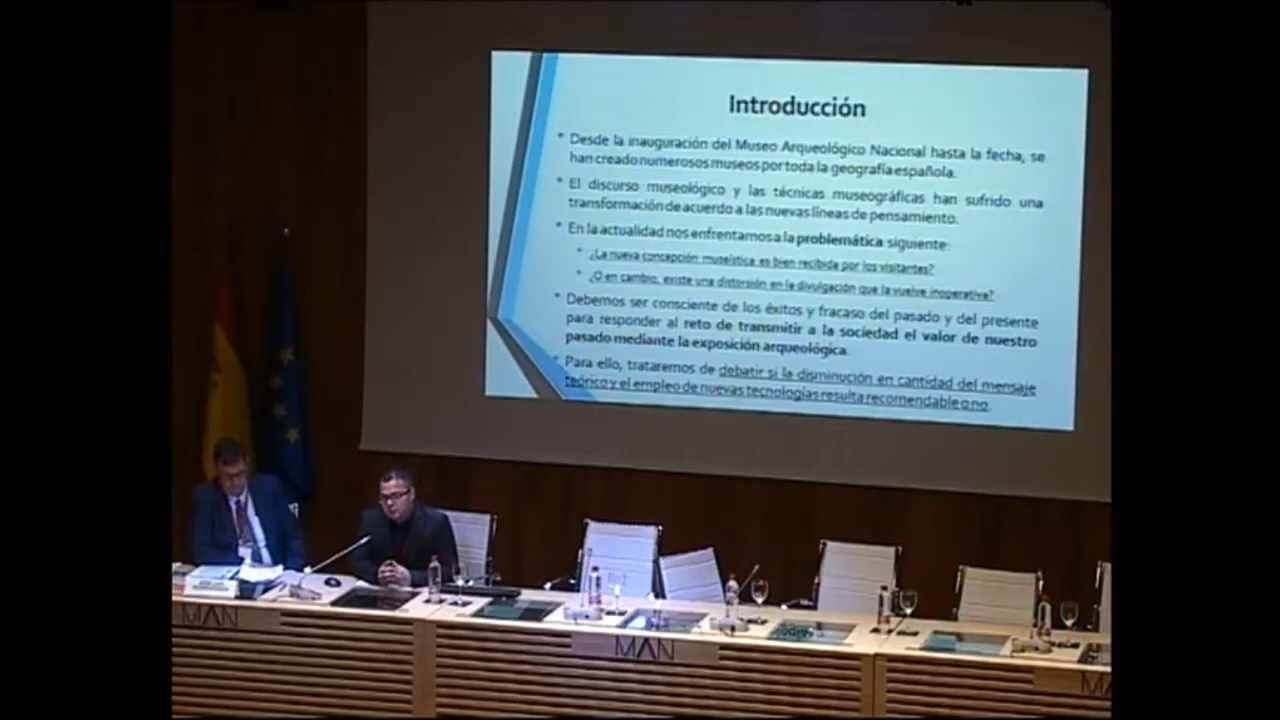 Introducción
* Desde la inauguración del Museo Arqueológico Nacional hasta la fecha, se
han creado numerosos museos por toda la geografía española.
* El discurso museológico y las técnicas museográficas han sufrido una
transformación de acuerdo a las nuevas líneas de pensamiento.
* En la actualidad nos enfrentamos a la problemática siguiente:
* ¿La nueva concepción museística es bien recibida por los visitantes?
* ¿O en cambio, existe una distorsión en la divulgación que la vuelve inoperativa?
* Debemos ser consciente de los éxitos y fracaso del pasado y del presente
para responder al reto de transmitir a la sociedad el valor de nuestro
pasado mediante la exposición arqueológica.
* Para ello, trataremos de debatir si la disminución en cantidad del mensaje
teórico y el empleo de nuevas tecnologías resulta recomendable o no.
MAN
MAN
MA